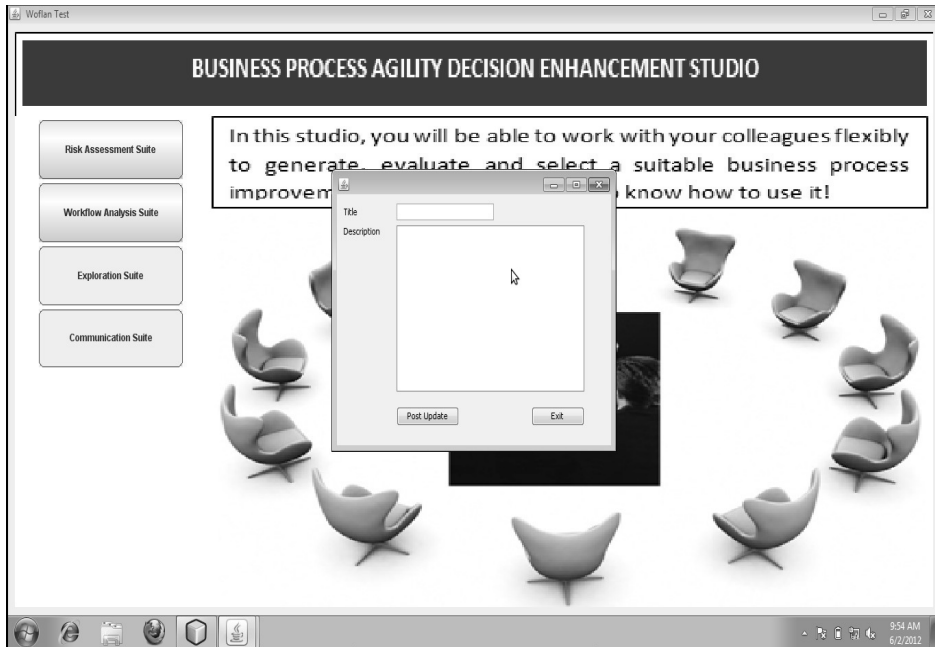 Woflan Test
BUSINESS PROCESS AGILITY DECISION ENHANCEMENT STUDIO
Risk Assessment Suite
Workflow Analysis Suite
Exploration Suite
Communication Suite
In this studio, you will be able to work with your colleagues flexibly
to generate, evaluate and select a suitable business process
improvem know how to use it!
Title
Description
Post Update
Exit
9:54 AM
6/2/2012